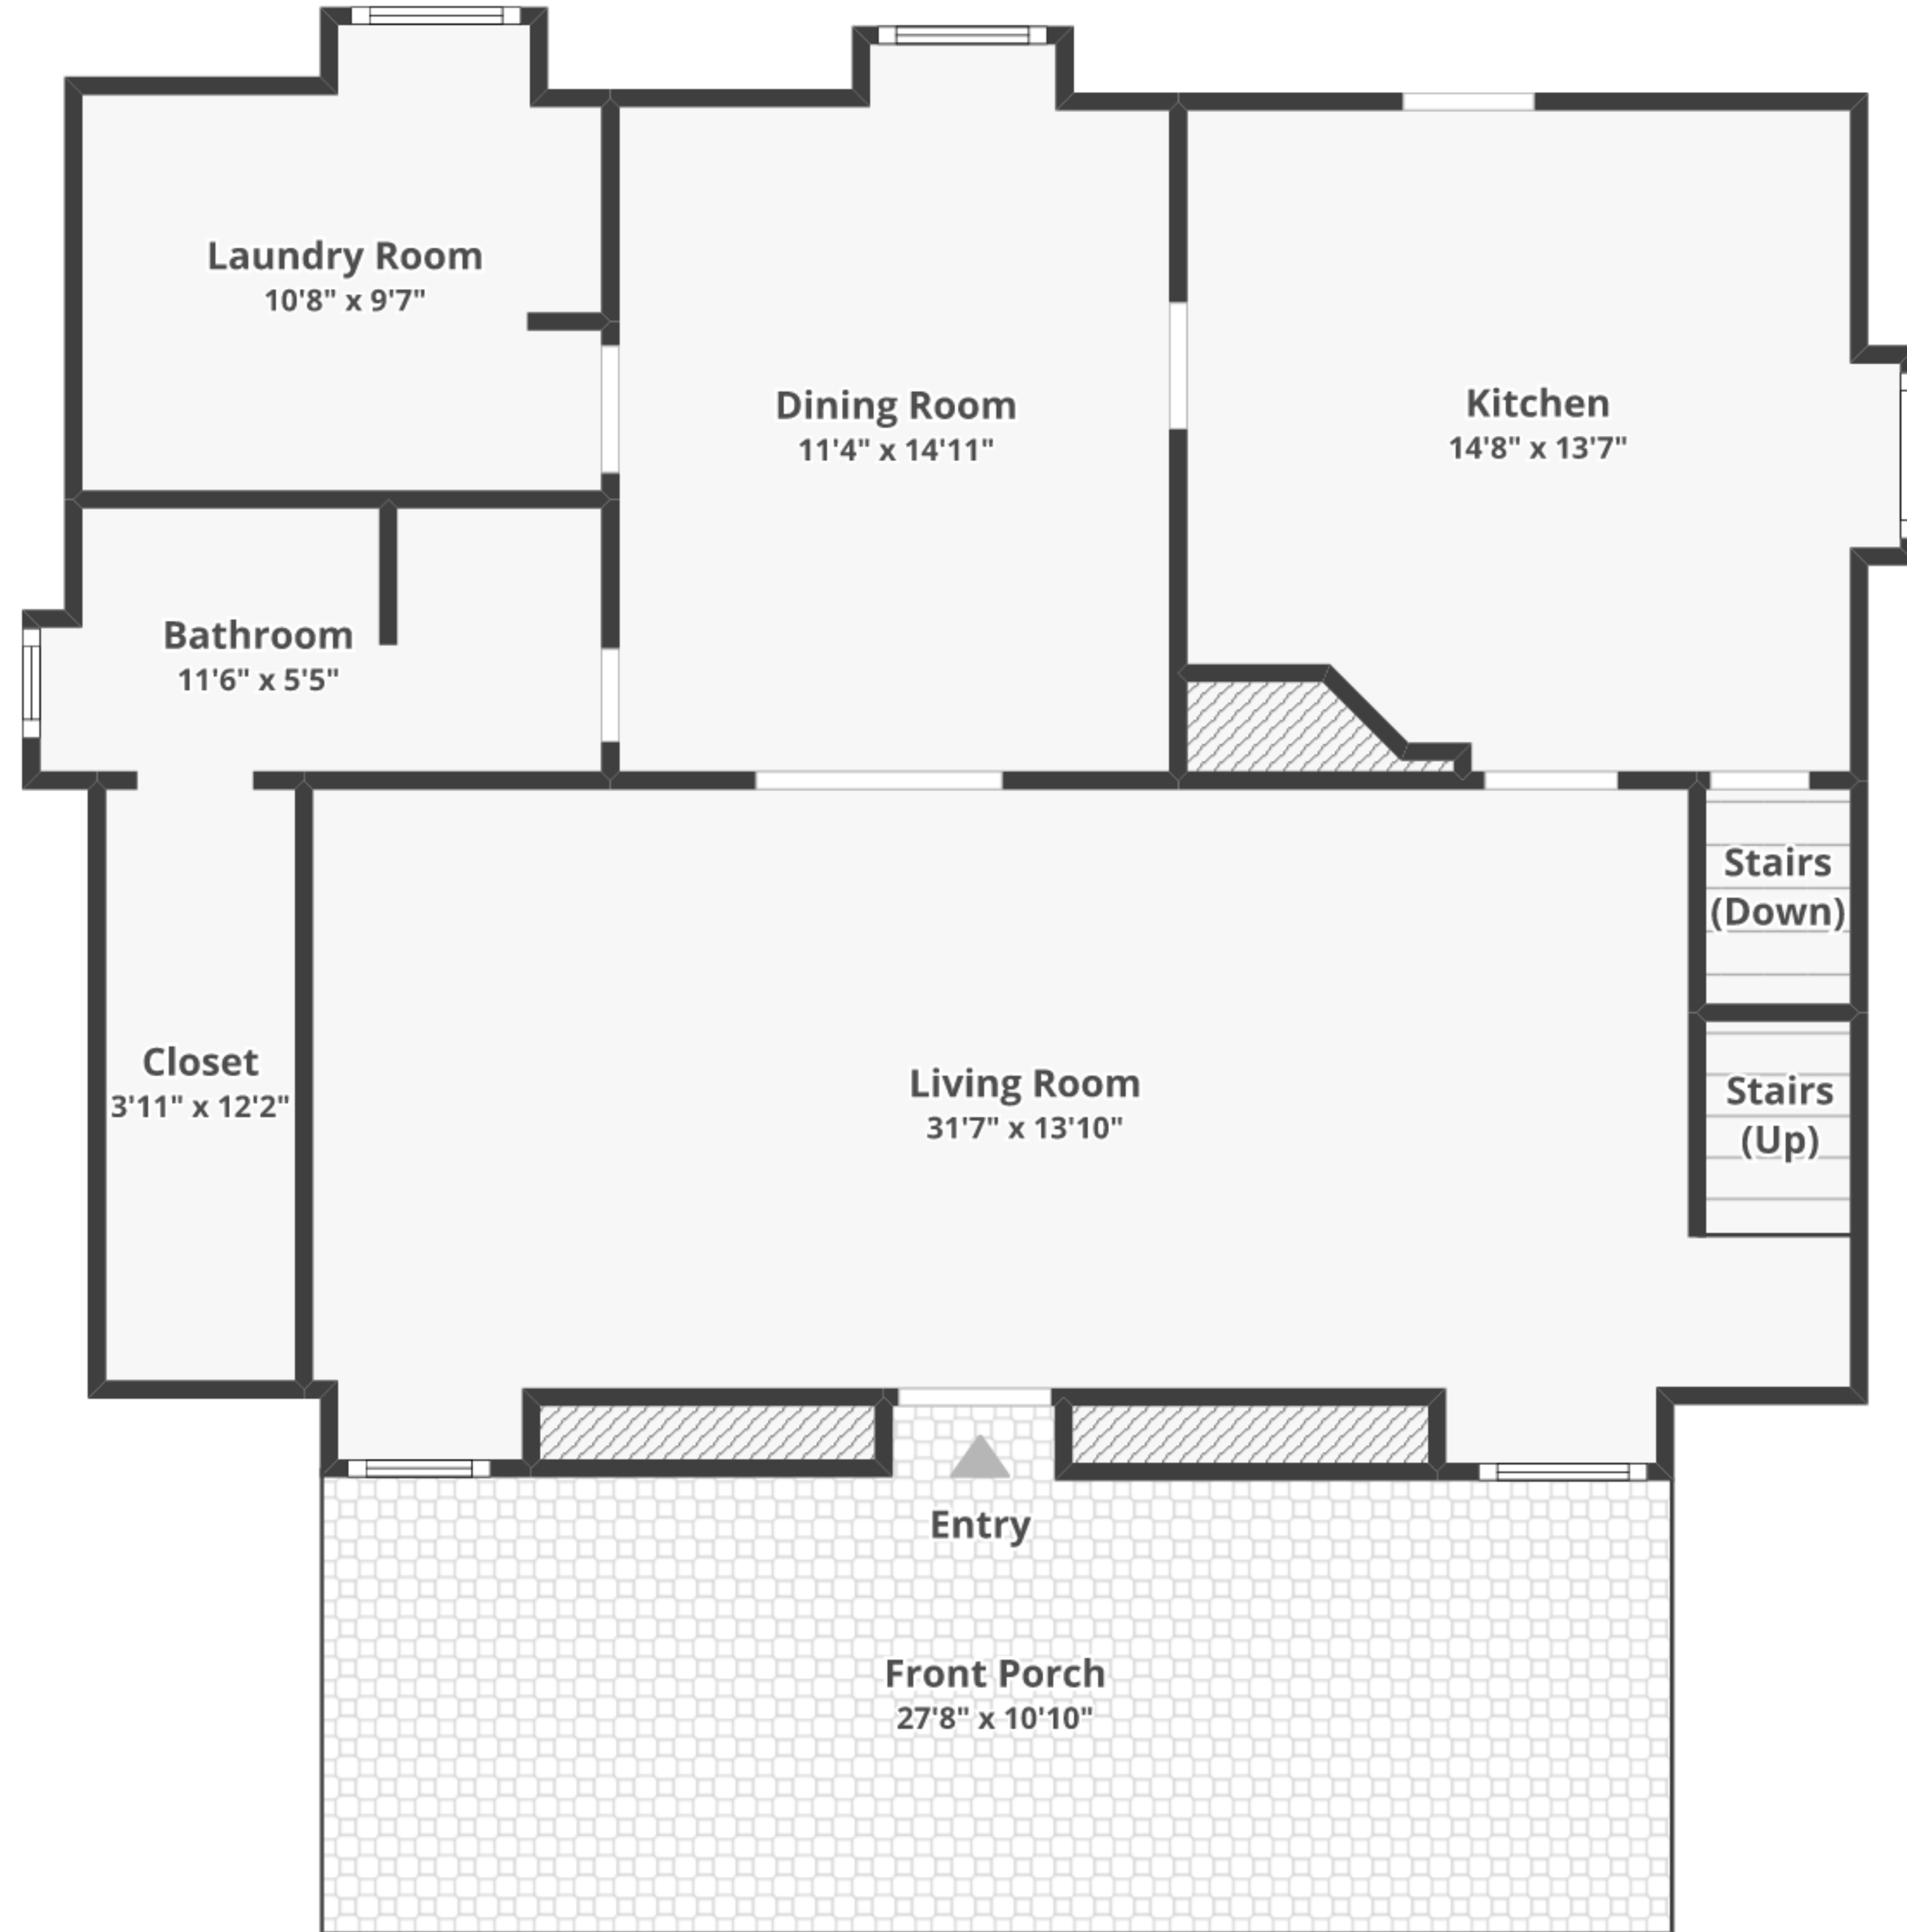 Laundry Room
10'8" x 9'7"
Dining Room
11'4" x 14'11"
Kitchen
14'8" x 13'7"
Bathroom
11'6" x 5'5"
Stairs
(Down)
Closet
3'11" x 12'2"
Living Room
31'7" x 13'10"
Stairs
(Up)
Entry
Front Porch
27'8" x 10'10"